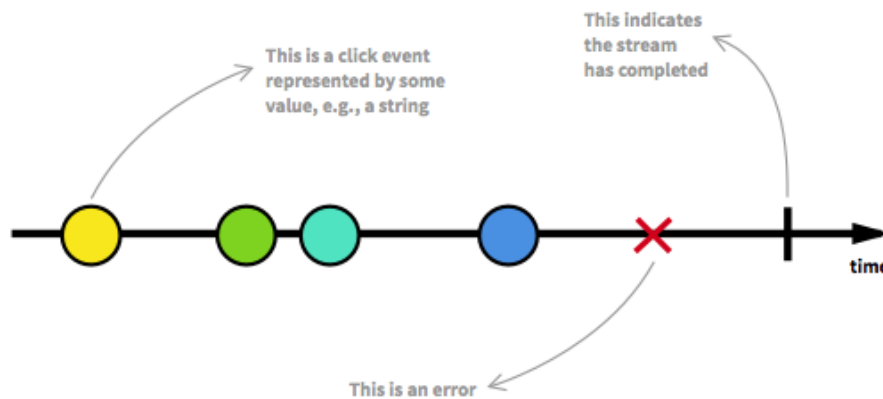 This is a click event
represented by some
value, e.g., a string
This indicates
the stream
has completed
time
This is an error